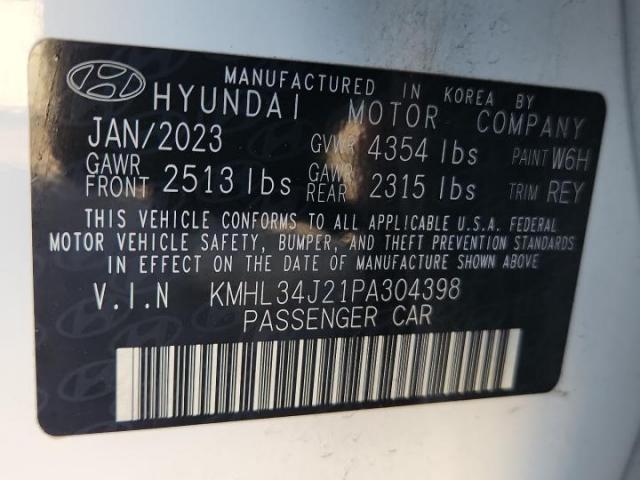 MANUFACTURED IN KOREA BY
HYUNDAI MOTOR COMPANY
JAN/2023 GVWR 4354 lbs PAINT W6H
GAWR FRONT 2513 lbs GAWR REAR 2315 lbs TRIM REY
THIS VEHICLE CONFORMS TO ALL APPLICABLE U.S.A. FEDERAL
MOTOR VEHICLE SAFETY, BUMPER, AND THEFT PREVENTION STANDARDS
IN EFFECT ON THE DATE OF MANUFACTURE SHOWN ABOVE
V.I.N KMHL34J21PA304398
PASSENGER CAR